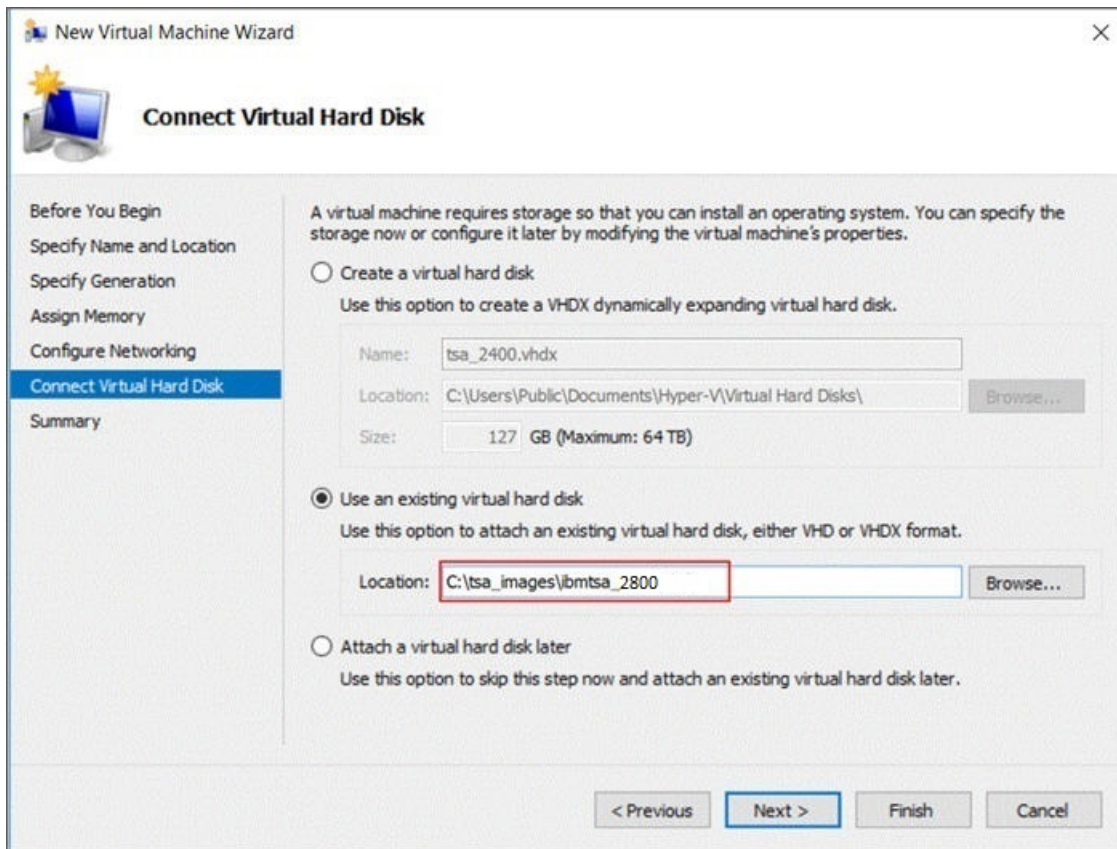 New Virtual Machine Wizard
Connect Virtual Hard Disk
Before You Begin
Specify Name and Location
Specify Generation
Assign Memory
Configure Networking
Connect Virtual Hard Disk
Summary
A virtual machine requires storage so that you can install an operating system. You can specify the
storage now or configure it later by modifying the virtual machine's properties.
Create a virtual hard disk
Use this option to create a VHDX dynamically expanding virtual hard disk.
Name: tsa_2400.vhdx
Location: C:\Users\Public\Documents\Hyper-V\Virtual Hard Disks\ Browse...
Size: 127 GB (Maximum: 64 TB)
Use an existing virtual hard disk
Use this option to attach an existing virtual hard disk, either VHD or VHDX format.
Location: C:\tsa_images\ibmtsa_2800 Browse...
Attach a virtual hard disk later
Use this option to skip this step now and attach an existing virtual hard disk later.
< Previous Next > Finish Cancel